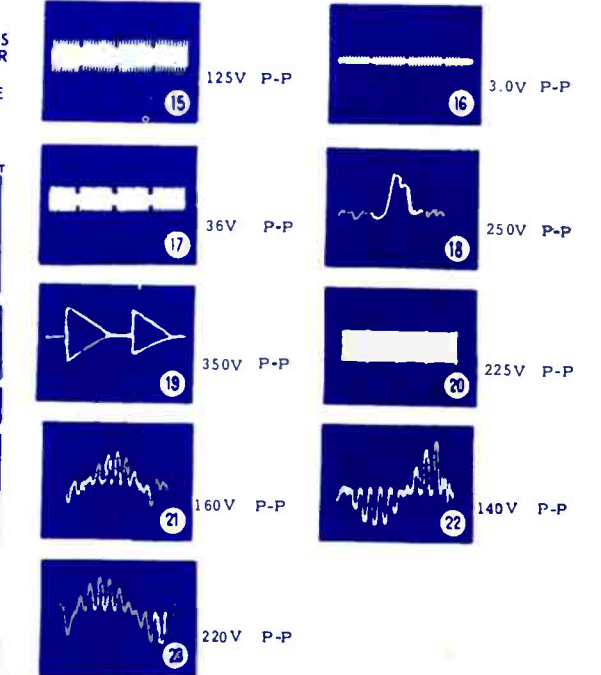 S
R
E
T
15
125V P-P
16
3.0V P-P
17
36V P-P
18
250V P-P
19
350V P-P
20
225V P-P
21
160V P-P
22
140V P-P
23
220V P-P